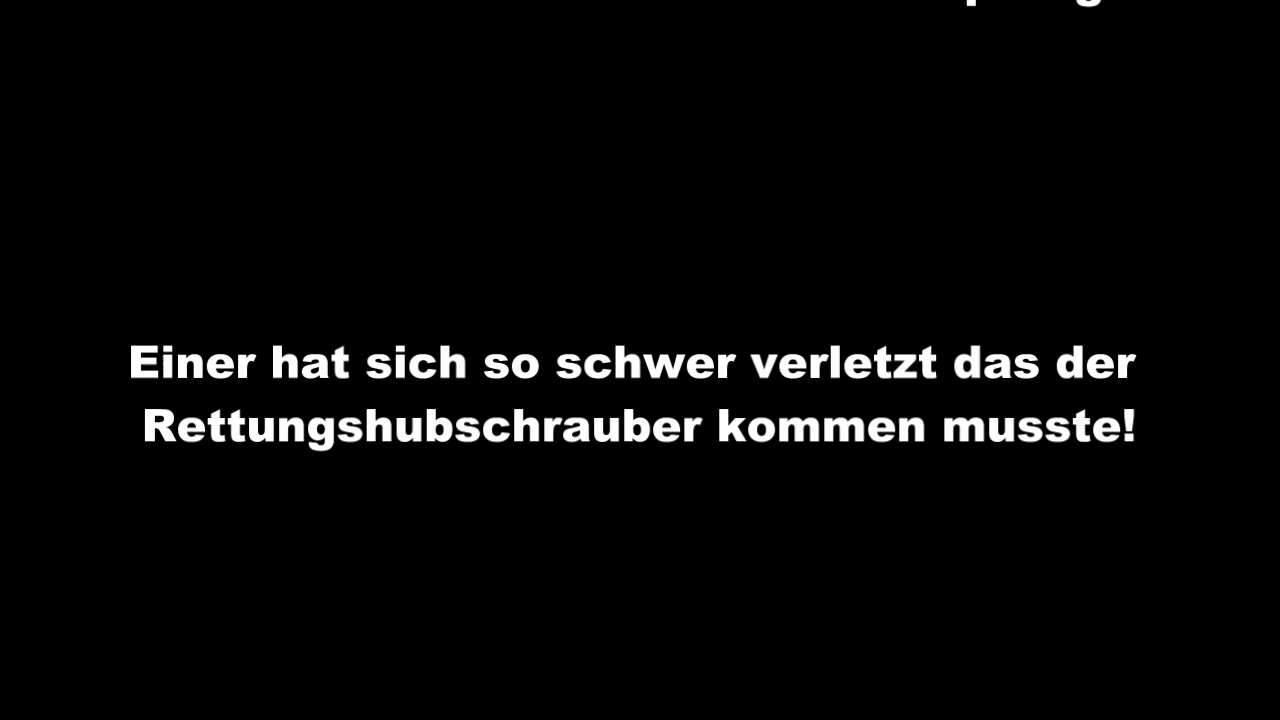 Einer hat sich so schwer verletzt das der
Rettungshubschrauber kommen musste!